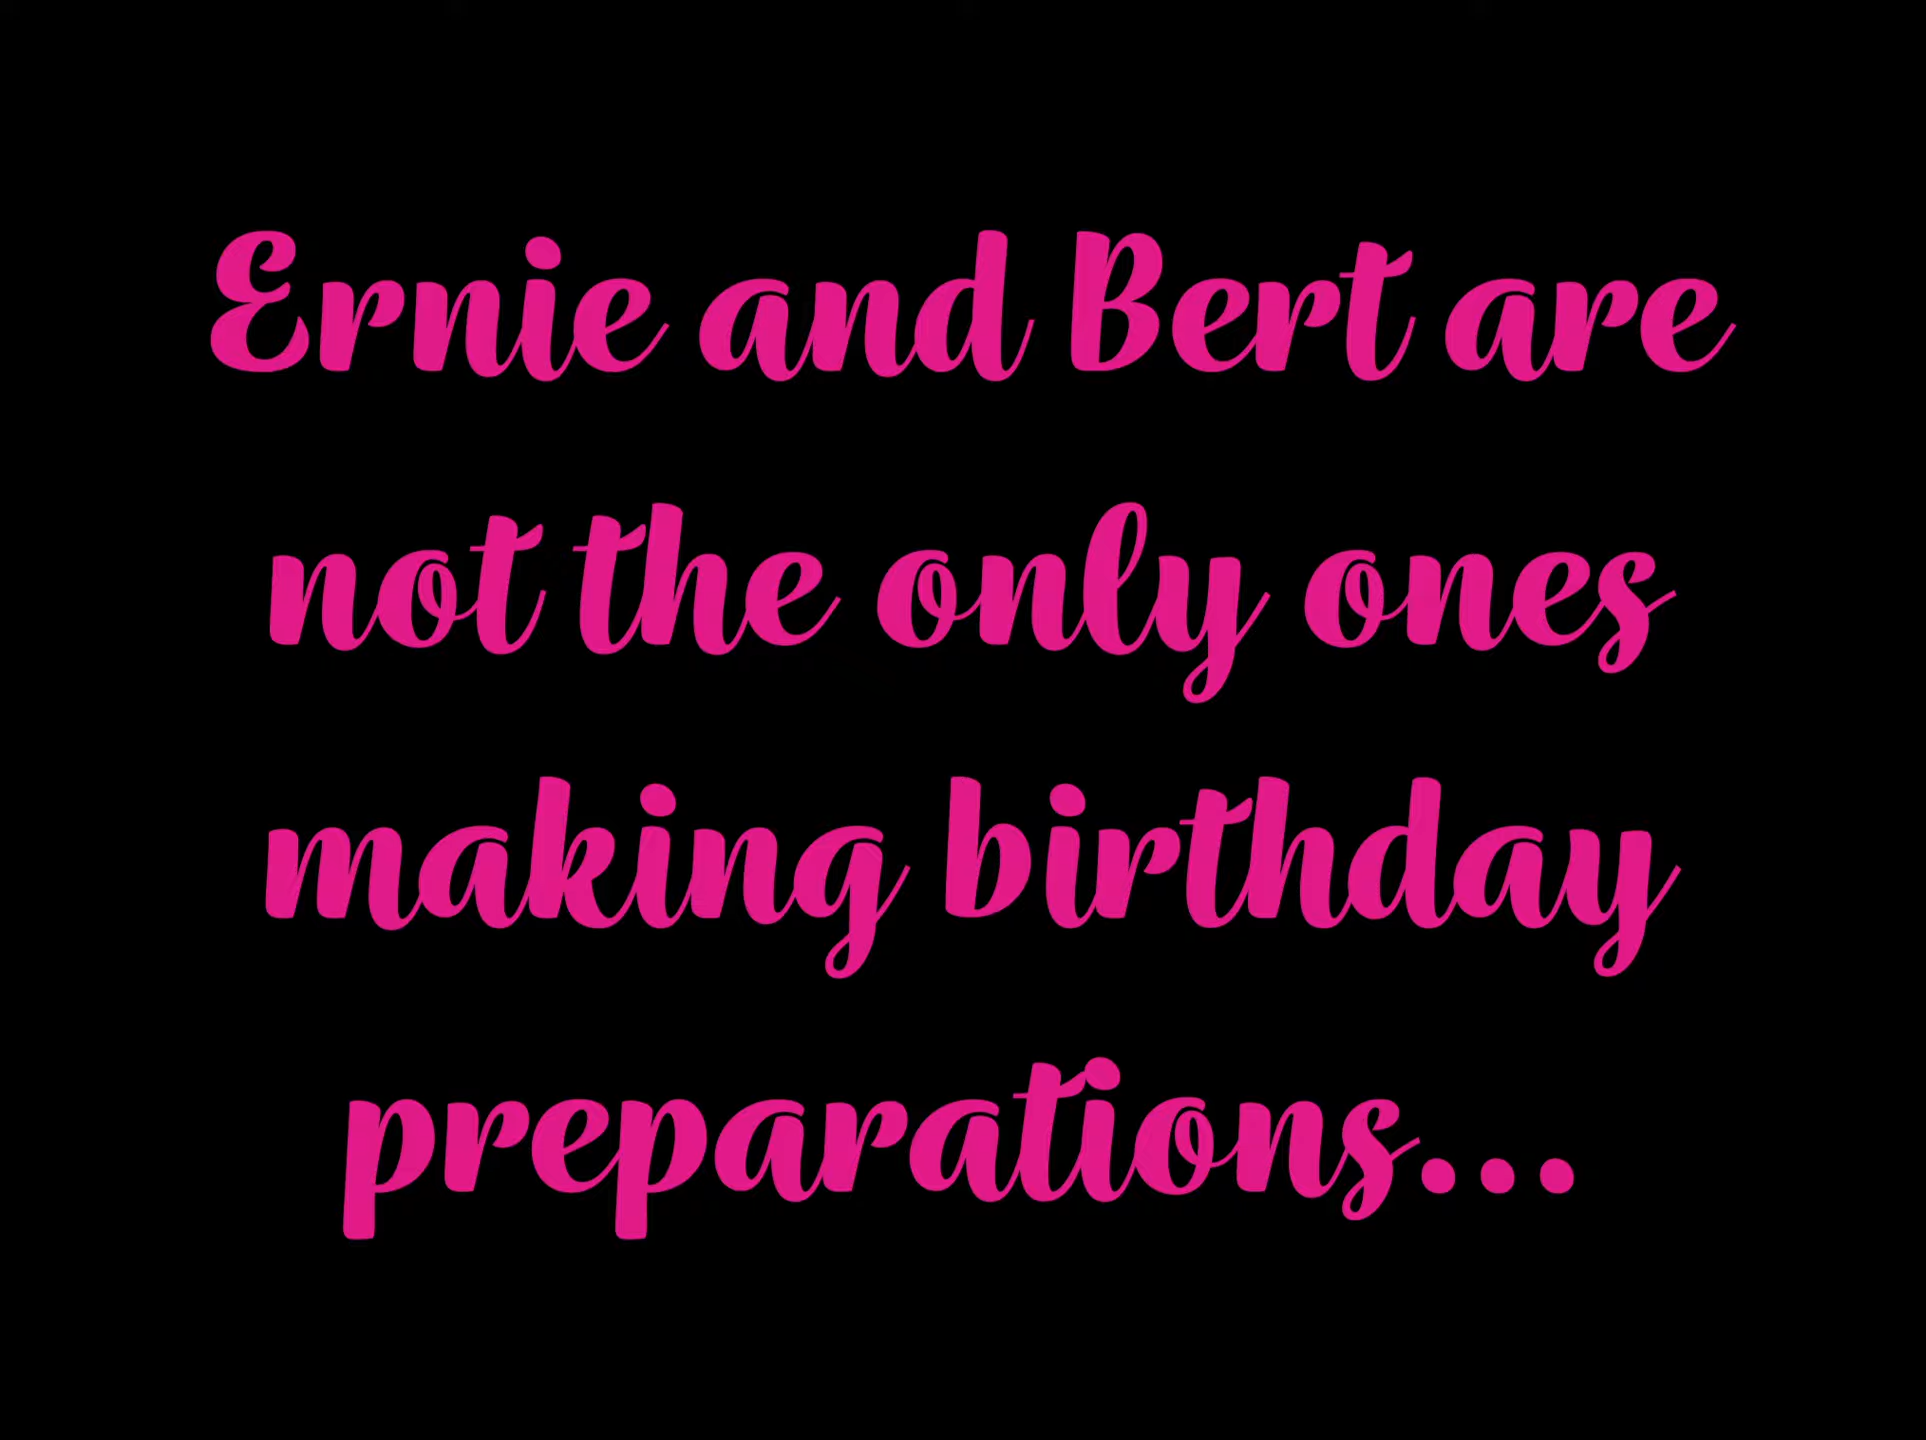 Ernie and Bert are
not the only ones
making birthday
preparations...